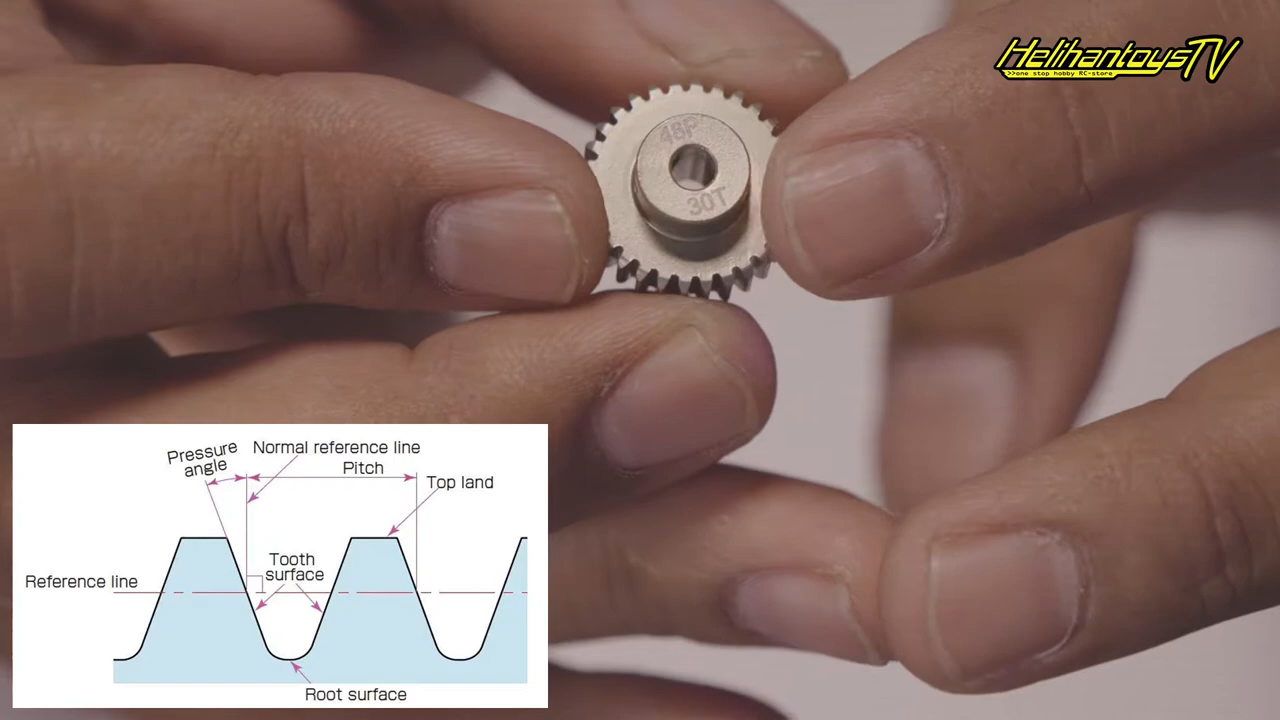 HelihantoysTV
>>one stop hobby RC-store
48P
30T
Pressure
angle
Normal reference line
Pitch
Top land
Tooth
surface
Reference line
Root surface